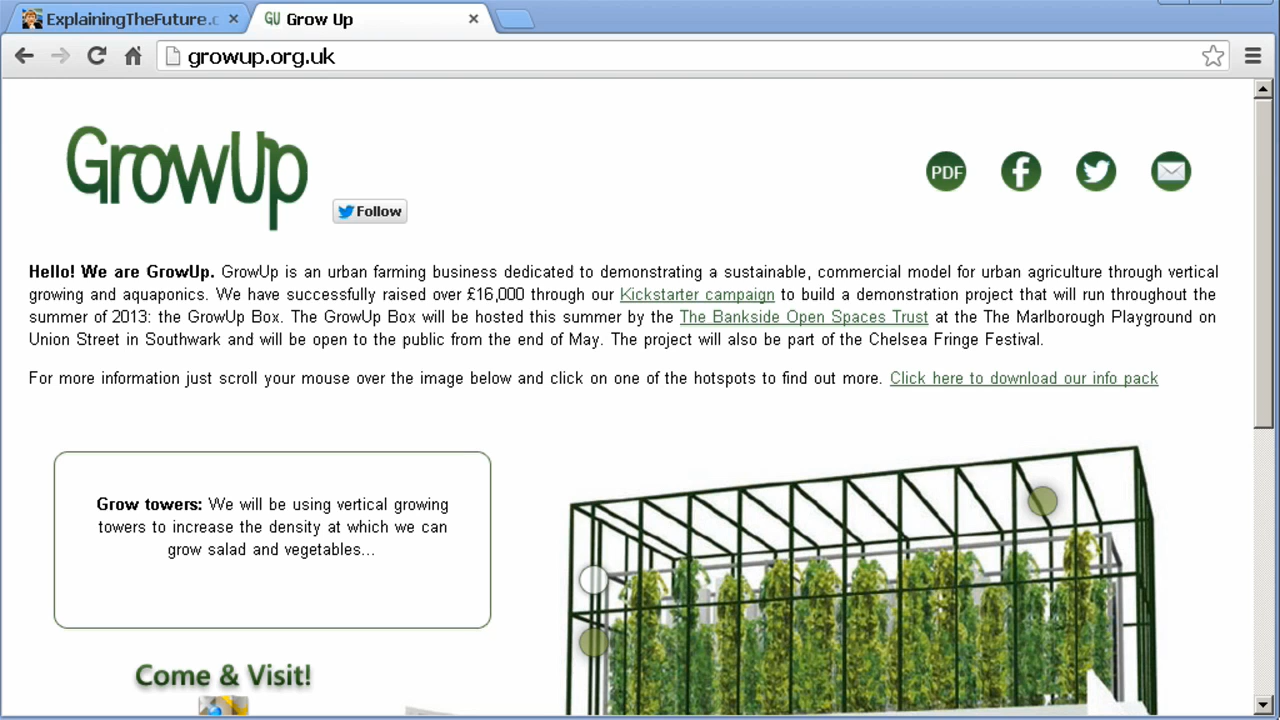 ExplainingTheFuture.c
GU Grow Up
growup.org.uk
GrowUp
Follow
PDF
Hello! We are GrowUp. GrowUp is an urban farming business dedicated to demonstrating a sustainable, commercial model for urban agriculture through vertical
growing and aquaponics. We have successfully raised over £16,000 through our Kickstarter campaign to build a demonstration project that will run throughout the
summer of 2013: the GrowUp Box. The GrowUp Box will be hosted this summer by the The Bankside Open Spaces Trust at the The Marlborough Playground on
Union Street in Southwark and will be open to the public from the end of May. The project will also be part of the Chelsea Fringe Festival.
For more information just scroll your mouse over the image below and click on one of the hotspots to find out more. Click here to download our info pack
Grow towers: We will be using vertical growing
towers to increase the density at which we can
grow salad and vegetables...
Come & Visit!